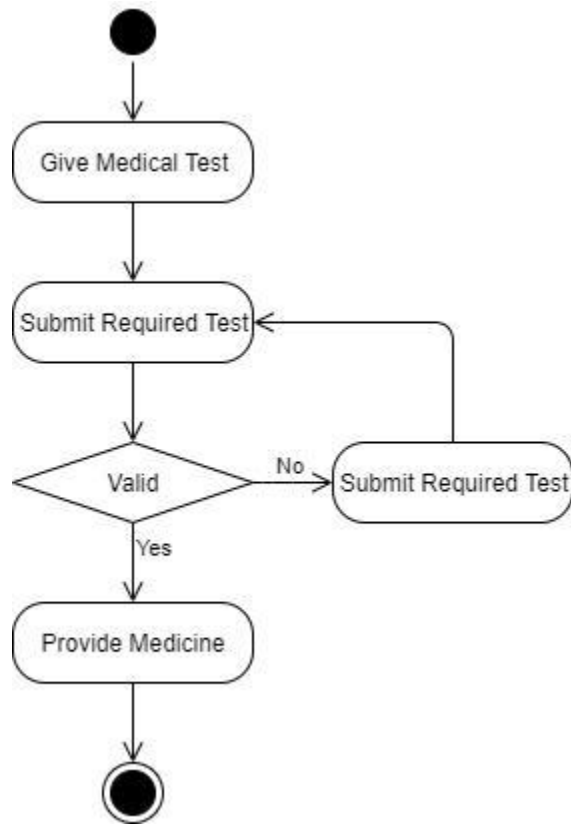 Give Medical Test
Submit Required Test
Valid
No
Submit Required Test
Yes
Provide Medicine